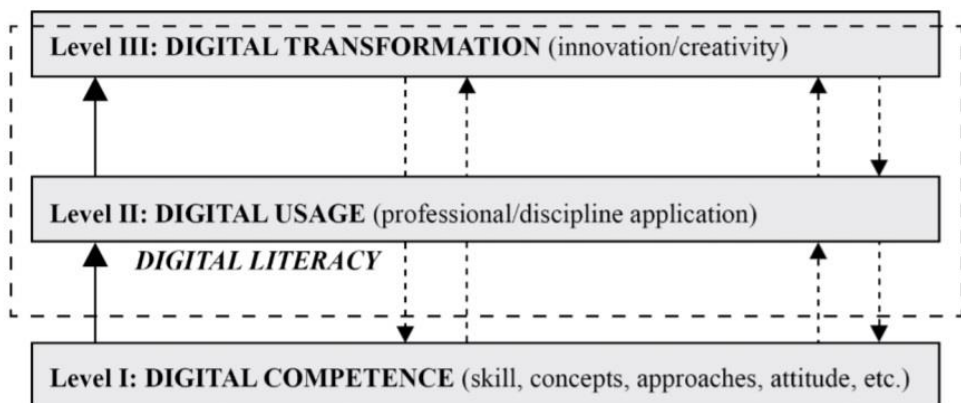 Level III: DIGITAL TRANSFORMATION (innovation/creativity)
Level II: DIGITAL USAGE (professional/discipline application)
DIGITAL LITERACY
Level I: DIGITAL COMPETENCE (skill, concepts, approaches, attitude, etc.)